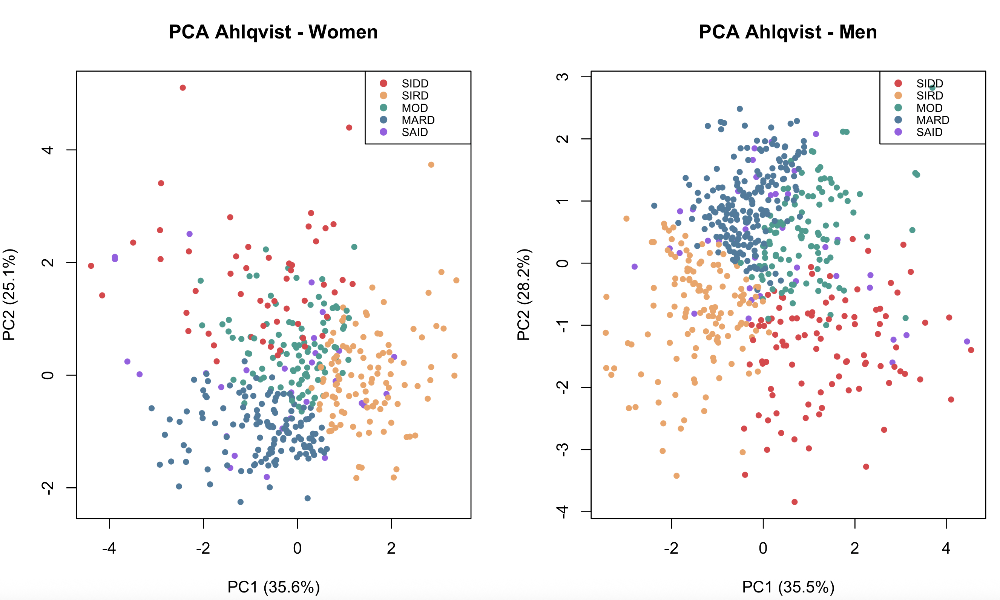 PCA Ahlqvist - Women
SIDD
SIRD
MOD
MARD
SAID
PC2 (25.1%)
4
2
0
-2
-4
-2
0
2
PC1 (35.6%)
PCA Ahlqvist - Men
SIDD
SIRD
MOD
MARD
SAID
PC2 (28.2%)
3
2
1
0
-1
-2
-3
-4
-2
0
2
4
PC1 (35.5%)